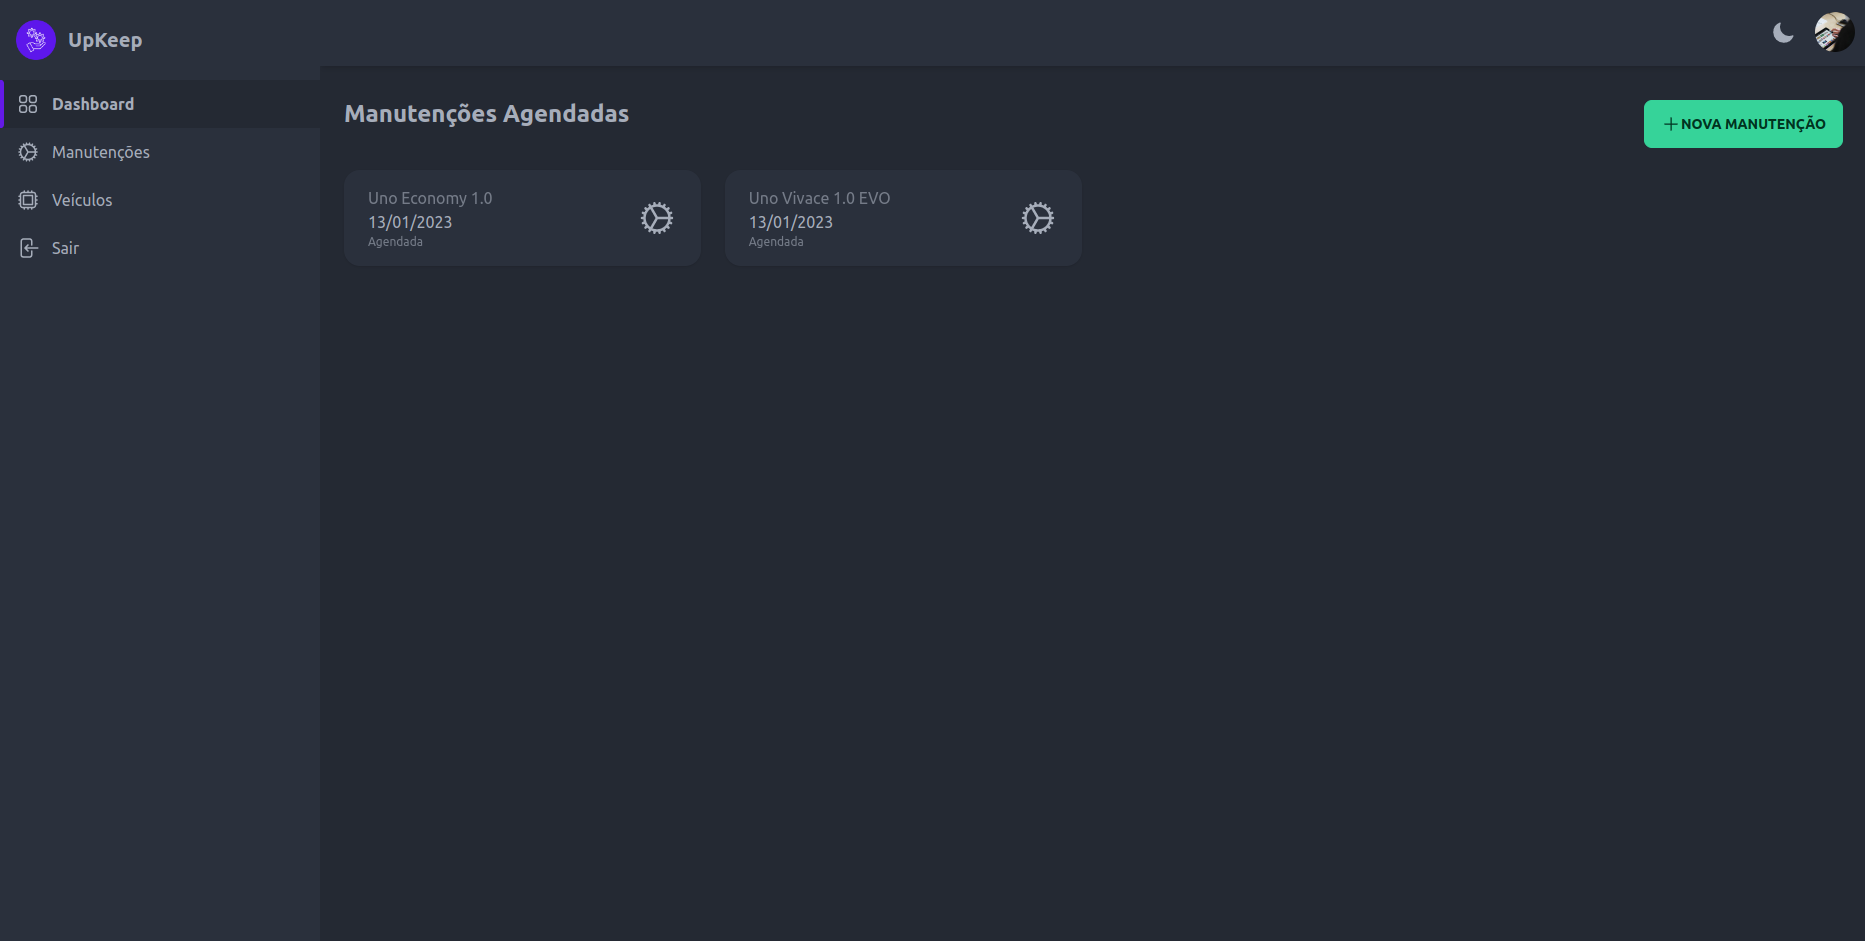 UpKeep
Dashboard
Manutenções
Veículos
Sair
Manutenções Agendadas
NOVA MANUTENÇÃO
Uno Economy 1.0
13/01/2023
Agendada
Uno Vivace 1.0 EVO
13/01/2023
Agendada